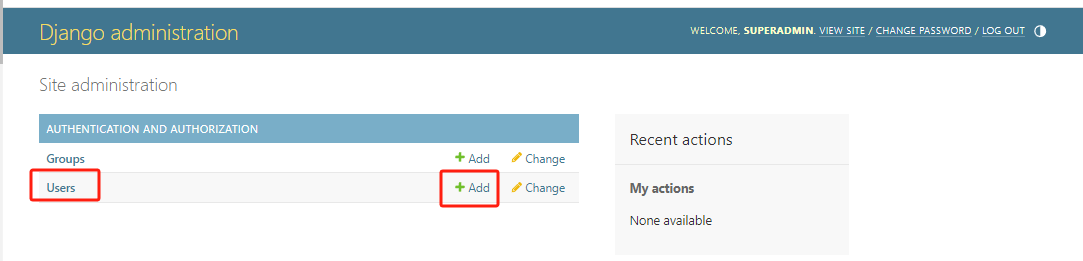 Django administration
WELCOME, SUPERADMIN. VIEW SITE / CHANGE PASSWORD / LOG OUT
Site administration
AUTHENTICATION AND AUTHORIZATION
Groups Add Change
Users Add Change
Recent actions
My actions
None available